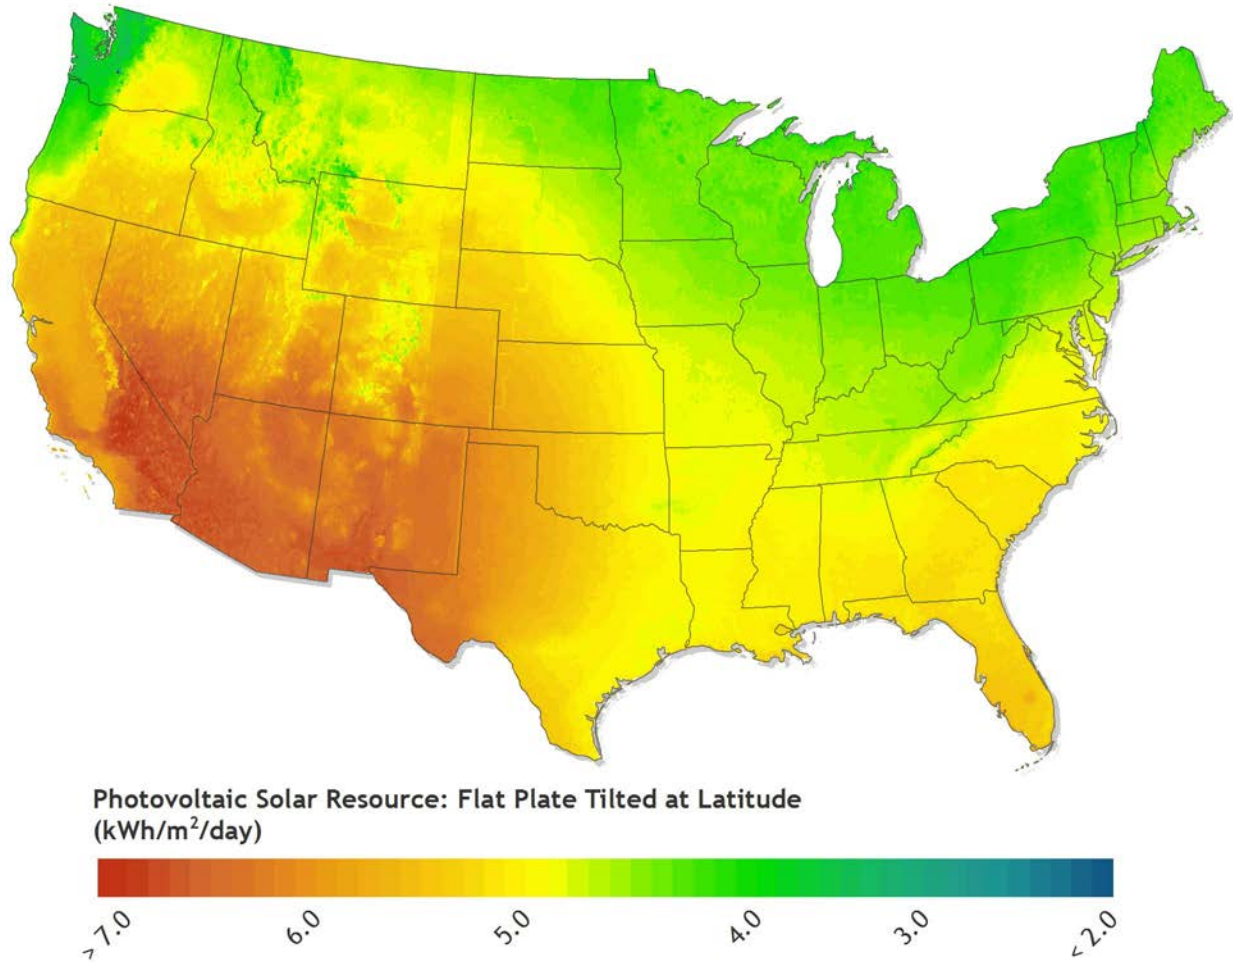 Photovoltaic Solar Resource: Flat Plate Tilted at Latitude
(kWh/m²/day)
> 7.0 6.0 5.0 4.0 3.0 < 2.0